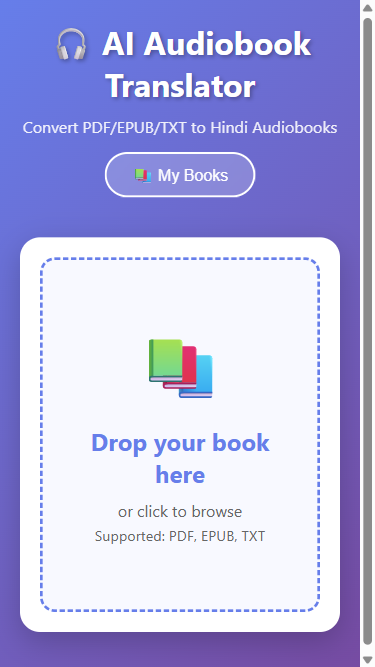 AI Audiobook
Translator
Convert PDF/EPUB/TXT to Hindi Audiobooks
My Books
Drop your book
here
or click to browse
Supported: PDF, EPUB, TXT